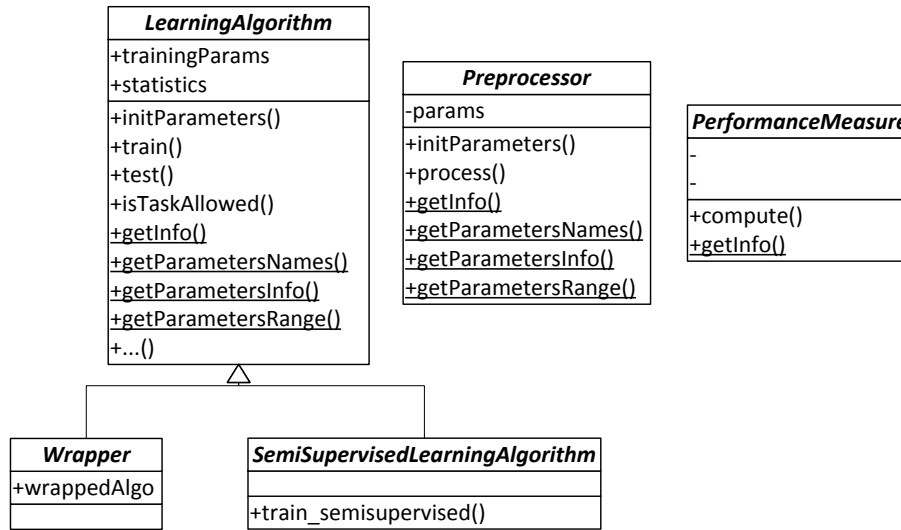 LearningAlgorithm
+trainingParams
+statistics
+initParameters()
+train()
+test()
+isTaskAllowed()
+getInfo()
+getParametersNames()
+getParametersInfo()
+getParametersRange()
+...()
Preprocessor
-params
+initParameters()
+process()
+getInfo()
+getParametersNames()
+getParametersInfo()
+getParametersRange()
PerformanceMeasure
-
-
+compute()
+getInfo()
Wrapper
+wrappedAlgo
SemiSupervisedLearningAlgorithm
+train_semisupervised()